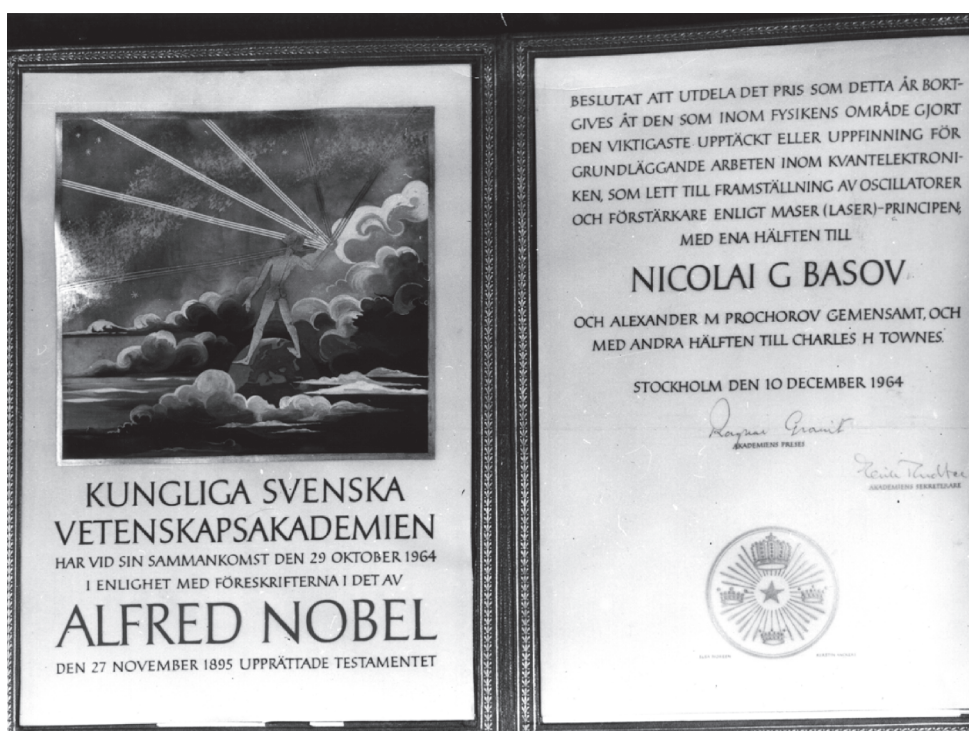 KUNGLIGA SVENSKA
VETENSKAPSAKADEMIEN
HAR VID SIN SAMMANKOMST DEN 29 OKTOBER 1964
I ENLIGHET MED FÖRESKRIFTERNA I DET AV
ALFRED NOBEL
DEN 27 NOVEMBER 1895 UPPRÄTTADE TESTAMENTET
BESLUTAT ATT UTDELA DET PRIS SOM DETTA ÅR BORT-
GIVES ÅT DEN SOM INOM FYSIKENS OMRÅDE GJORT
DEN VIKTIGASTE UPPTÄCKT ELLER UPPFINNING FÖR
GRUNDLÄGGANDE ARBETEN INOM KVANTELEKTRONI-
KEN, SOM LETT TILL FRAMSTÄLLNING AV OSCILLATORER
OCH FÖRSTÄRKARE ENLIGT MASER (LASER)-PRINCIPEN,
MED ENA HÄLFTEN TILL
NICOLAI G BASOV
OCH ALEXANDER M PROCHOROV GEMENSAMT, OCH
MED ANDRA HÄLFTEN TILL CHARLES H TOWNES.
STOCKHOLM DEN 10 DECEMBER 1964
Ragnar Granit
AKADEMIENS PRESES
AKADEMIENS SEKRETERARE